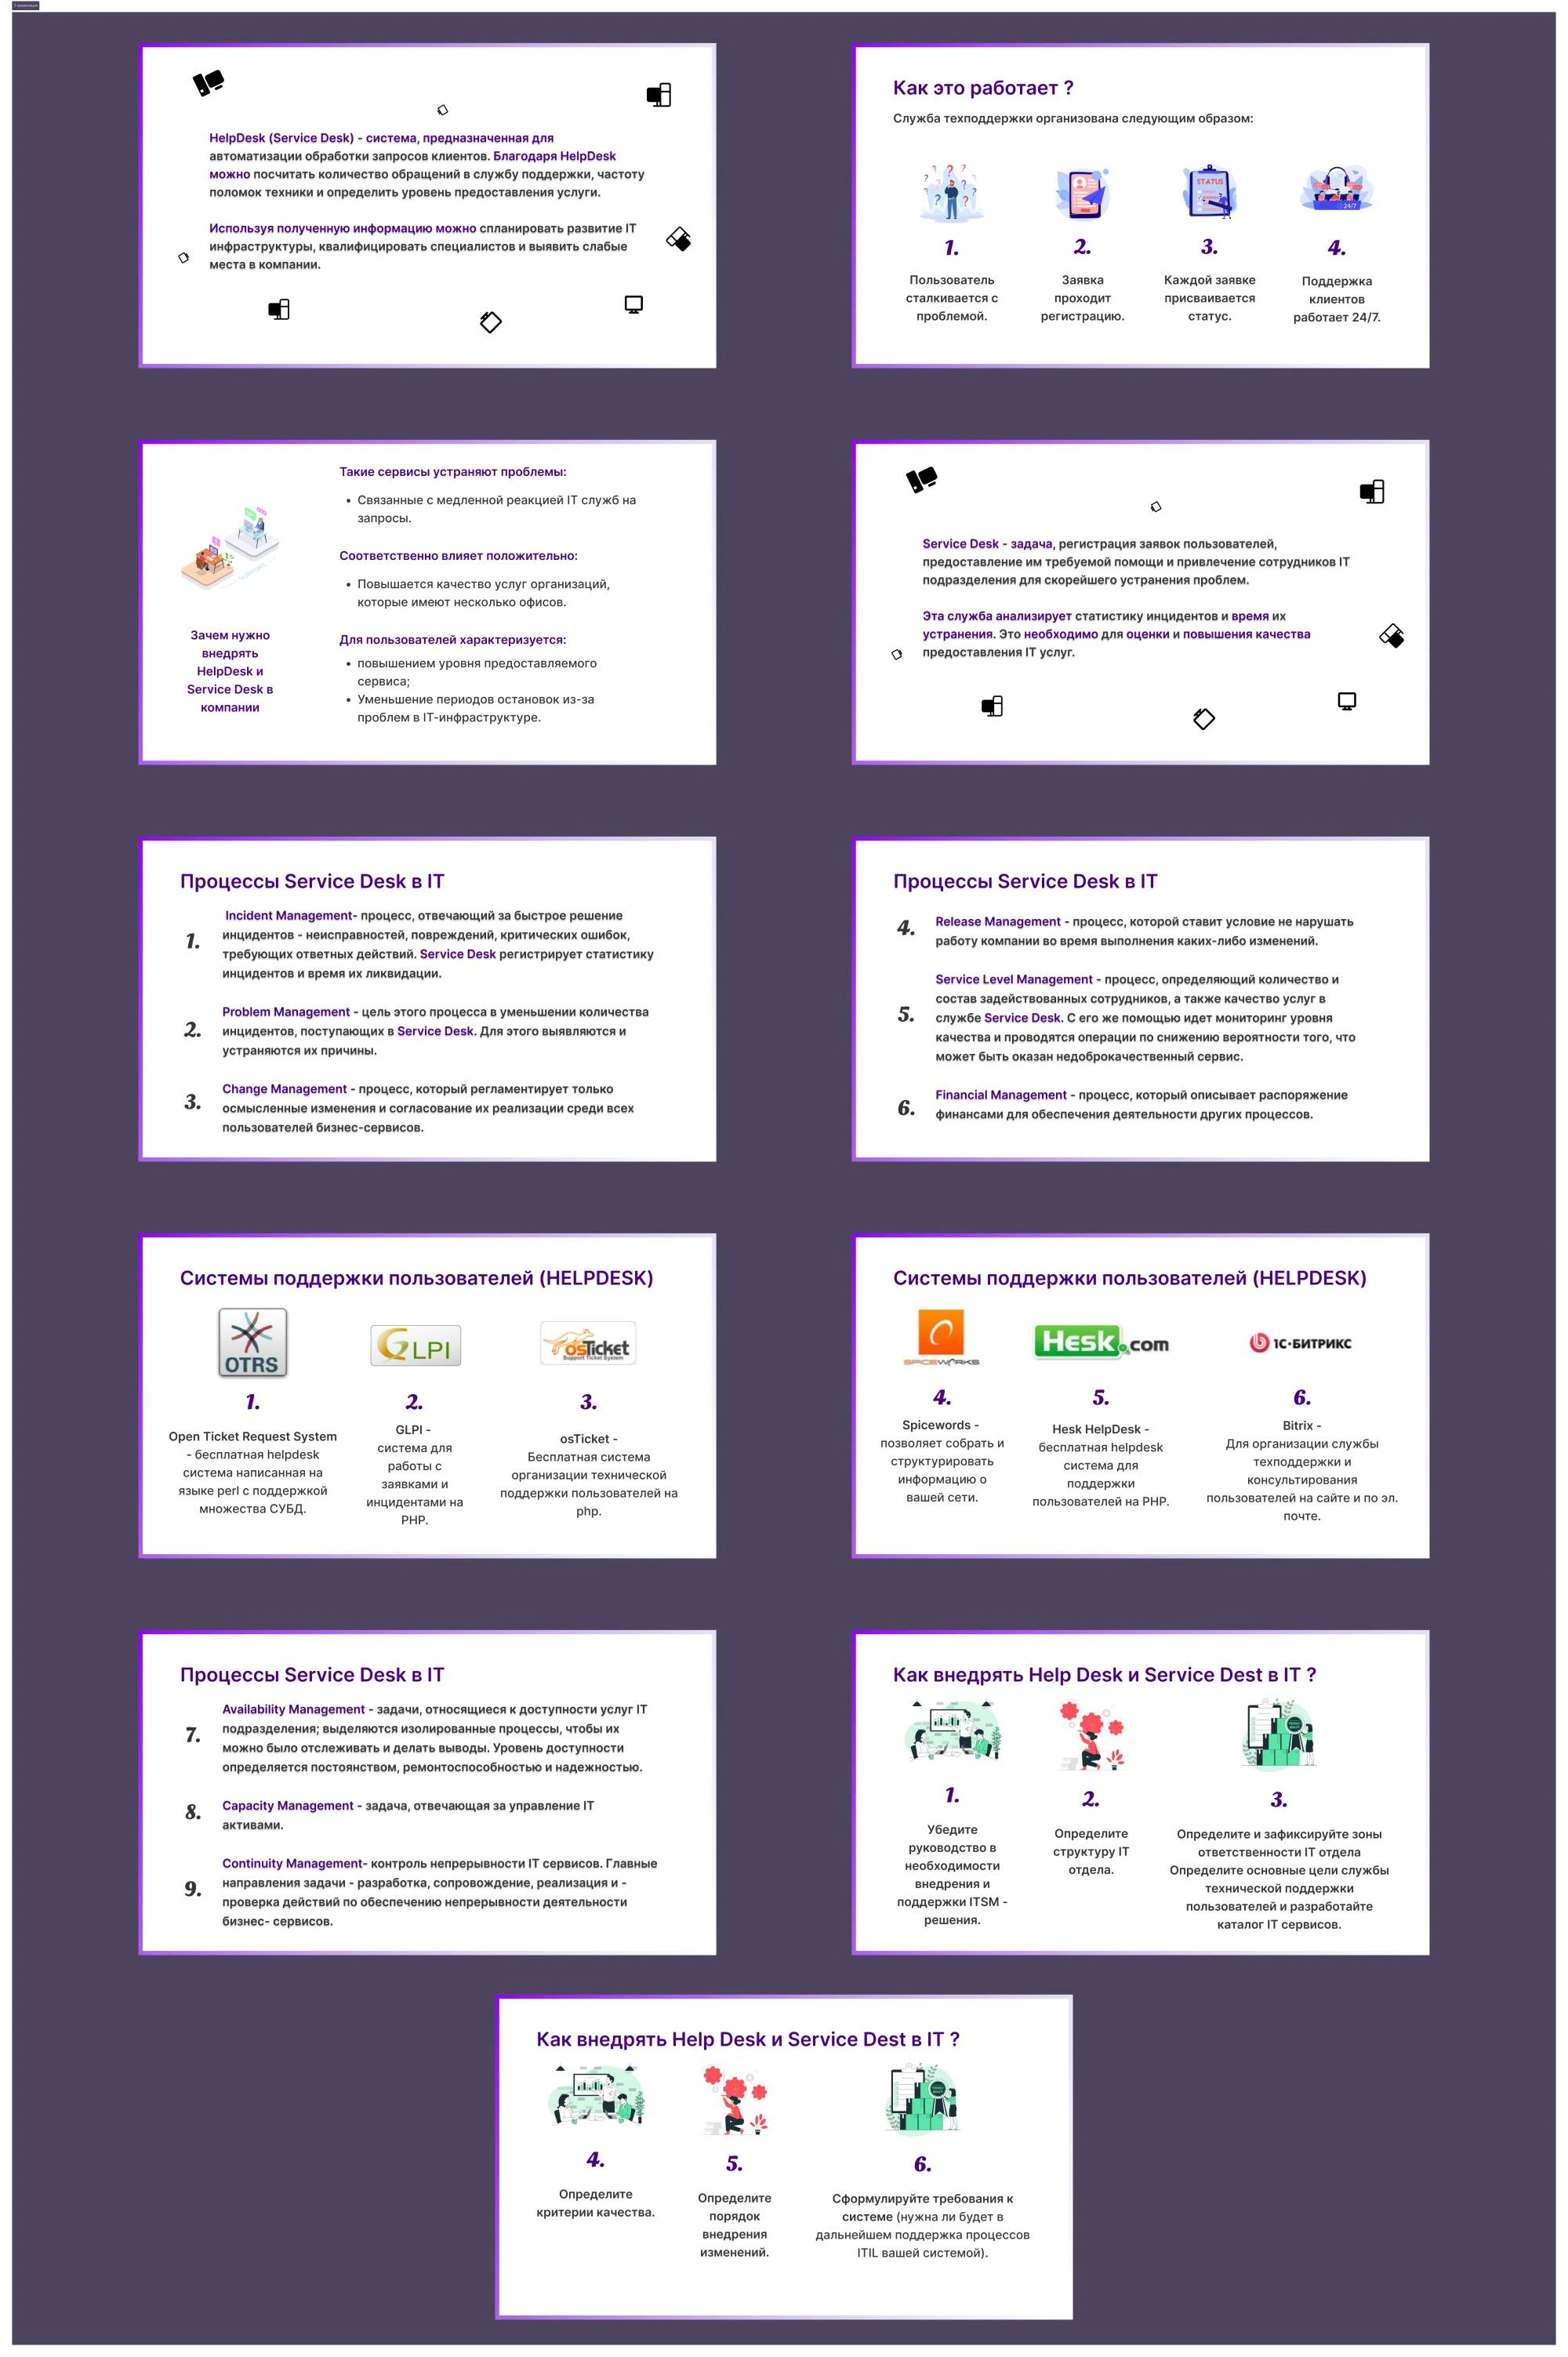 HelpDesk (Service Desk) - система, предназначенная для
автоматизации обработки запросов клиентов. Благодаря HelpDesk
можно посчитать количество обращений в службу поддержки, частоту
поломок техники и определить уровень предоставления услуги.
Используя полученную информацию можно спланировать развитие IT
инфраструктуры, квалифицировать специалистов и выявить слабые
места в компании.
Как это работает ?
Служба техподдержки организована следующим образом:
STATUS
24/7
1.
Пользователь
сталкивается с
проблемой.
2.
Заявка
проходит
регистрацию.
3.
Каждой заявке
присваивается
статус.
4.
Поддержка
клиентов
работает 24/7.
SUPPORT
Зачем нужно
внедрять
HelpDesk и
Service Desk в
компании
Такие сервисы устраняют проблемы:
• Связанные с медленной реакцией IT служб на
запросы.
Соответственно влияет положительно:
• Повышается качество услуг организаций,
которые имеют несколько офисов.
Для пользователей характеризуется:
• повышением уровня предоставляемого
сервиса;
• Уменьшение периодов остановок из-за
проблем в IT-инфраструктуре.
Service Desk - задача, регистрация заявок пользователей,
предоставление им требуемой помощи и привлечение сотрудников IT
подразделения для скорейшего устранения проблем.
Эта служба анализирует статистику инцидентов и время их
устранения. Это необходимо для оценки и повышения качества
предоставления IT услуг.
Процессы Service Desk в IT
1.
Incident Management- процесс, отвечающий за быстрое решение
инцидентов - неисправностей, повреждений, критических ошибок,
требующих ответных действий. Service Desk регистрирует статистику
инцидентов и время их ликвидации.
2.
Problem Management - цель этого процесса в уменьшении количества
инцидентов, поступающих в Service Desk. Для этого выявляются и
устраняются их причины.
3.
Change Management - процесс, который регламентирует только
осмысленные изменения и согласование их реализации среди всех
пользователей бизнес-сервисов.
Процессы Service Desk в IT
4.
Release Management - процесс, которой ставит условие не нарушать
работу компании во время выполнения каких-либо изменений.
5.
Service Level Management - процесс, определяющий количество и
состав задействованных сотрудников, а также качество услуг в
службе Service Desk. С его же помощью идет мониторинг уровня
качества и проводятся операции по снижению вероятности того, что
может быть оказан недоброкачественный сервис.
6.
Financial Management - процесс, который описывает распоряжение
финансами для обеспечения деятельности других процессов.
Системы поддержки пользователей (HELPDESK)
OTRS
GLPI
osTicket
Support Ticket System
1.
Open Ticket Request System
- бесплатная helpdesk
система написанная на
языке perl с поддержкой
множества СУБД.
2.
GLPI -
система для
работы с
заявками и
инцидентами на
PHP.
3.
osTicket -
Бесплатная система
организации технической
поддержки пользователей на
php.
Системы поддержки пользователей (HELPDESK)
SPICEWORKS
Hesk.com
1С·БИТРИКС
4.
Spicewords -
позволяет собрать и
структурировать
информацию о
вашей сети.
5.
Hesk HelpDesk -
бесплатная helpdesk
система для
поддержки
пользователей на PHP.
6.
Bitrix -
Для организации службы
техподдержки и
консультирования
пользователей на сайте и по эл.
почте.
Процессы Service Desk в IT
7.
Availability Management - задачи, относящиеся к доступности услуг IT
подразделения; выделяются изолированные процессы, чтобы их
можно было отслеживать и делать выводы. Уровень доступности
определяется постоянством, ремонтоспособностью и надежностью.
8.
Capacity Management - задача, отвечающая за управление IT
активами.
9.
Continuity Management- контроль непрерывности IT сервисов. Главные
направления задачи - разработка, сопровождение, реализация и -
проверка действий по обеспечению непрерывности деятельности
бизнес- сервисов.
Как внедрять Help Desk и Service Dest в IT ?
1.
Убедите
руководство в
необходимости
внедрения и
поддержки ITSM -
решения.
2.
Определите
структуру IT
отдела.
3.
Определите и зафиксируйте зоны
ответственности IT отдела
Определите основные цели службы
технической поддержки
пользователей и разработайте
каталог IT сервисов.
Как внедрять Help Desk и Service Dest в IT ?
4.
Определите
критерии качества.
5.
Определите
порядок
внедрения
изменений.
6.
Сформулируйте требования к
системе (нужна ли будет в
дальнейшем поддержка процессов
ITIL вашей системой).